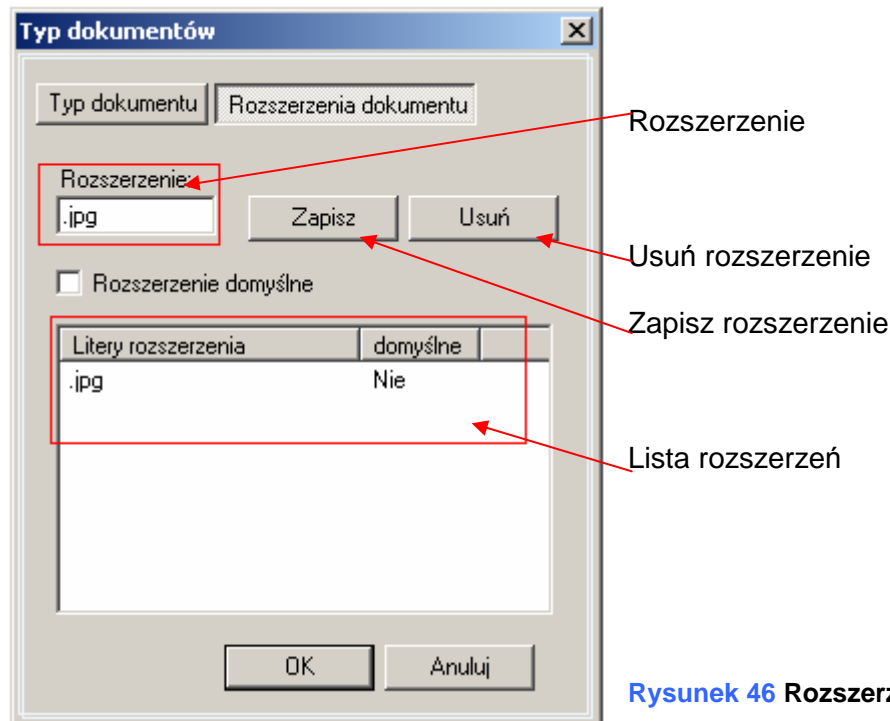 Typ dokumentów
Typ dokumentu Rozszerzenia dokumentu
Rozszerzenie
Rozszerzenie:
.jpg Zapisz Usuń
Usuń rozszerzenie
Rozszerzenie domyślne
Zapisz rozszerzenie
Litery rozszerzenia domyślne
.jpg Nie
Lista rozszerzeń
OK Anuluj
Rysunek 46